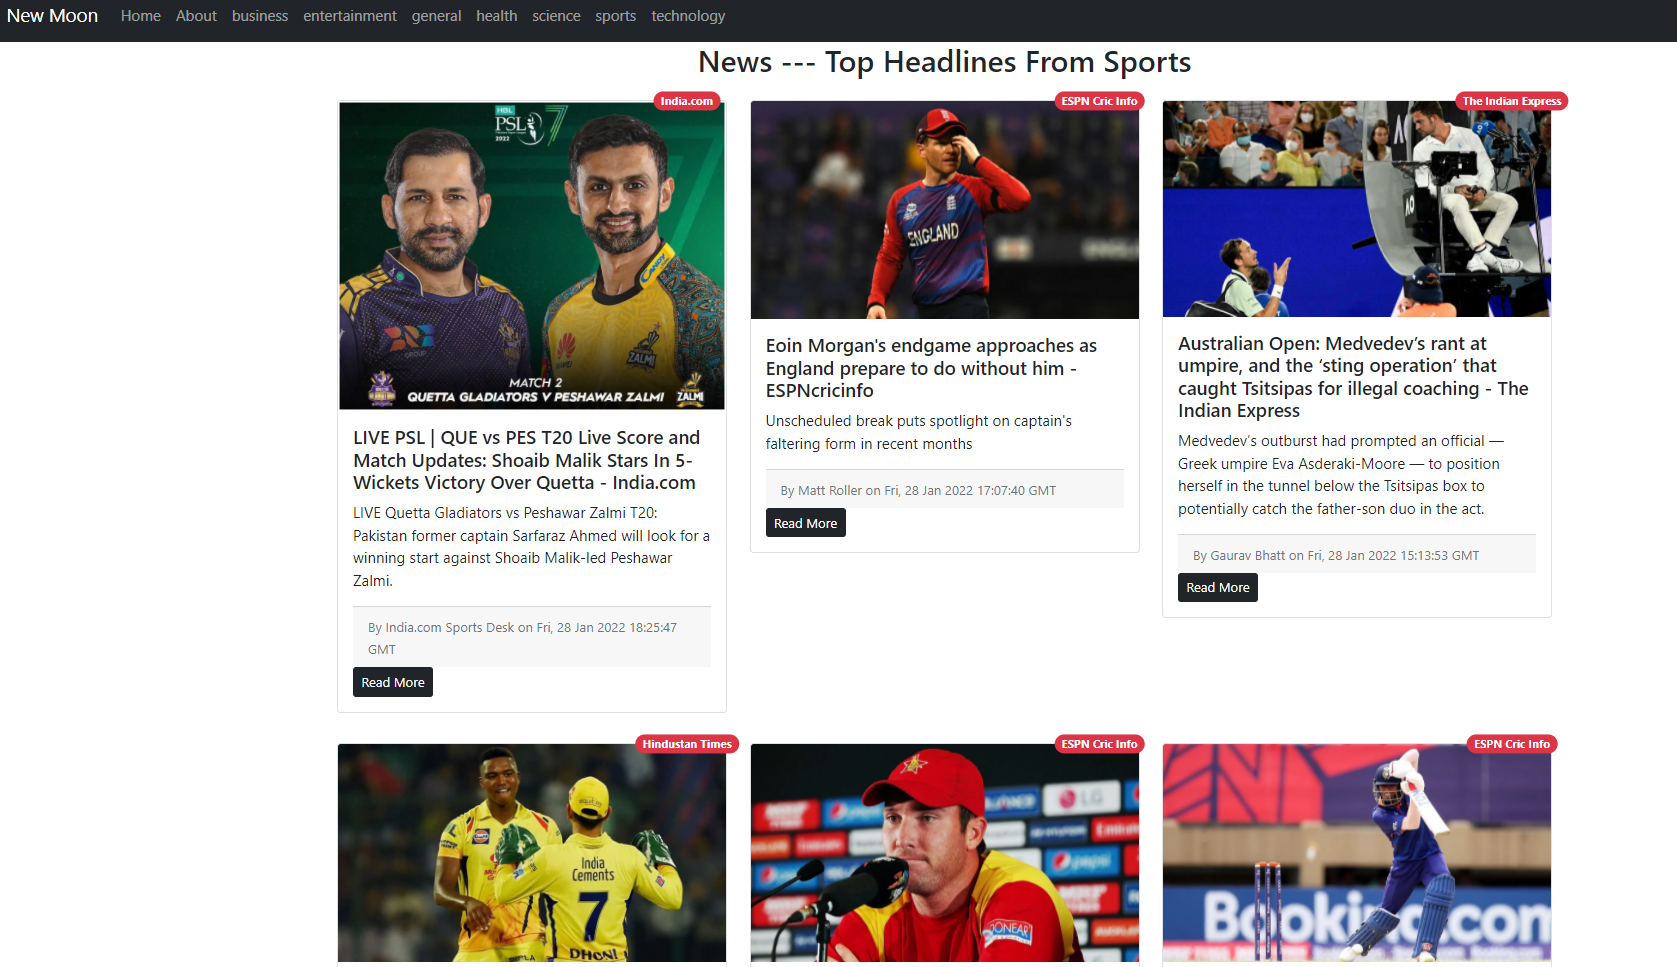 New Moon Home About business entertainment general health science sports technology
News --- Top Headlines From Sports
India.com
HBL
PSL
2022
MATCH 2
QUETTA GLADIATORS V PESHAWAR ZALMI
ZALMI
ZALMI
GROUP
LIVE PSL | QUE vs PES T20 Live Score and
Match Updates: Shoaib Malik Stars In 5-
Wickets Victory Over Quetta - India.com
LIVE Quetta Gladiators vs Peshawar Zalmi T20:
Pakistan former captain Sarfaraz Ahmed will look for a
winning start against Shoaib Malik-led Peshawar
Zalmi.
By India.com Sports Desk on Fri, 28 Jan 2022 18:25:47
GMT
Read More
ESPN Cric Info
ENGLAND
Eoin Morgan's endgame approaches as
England prepare to do without him -
ESPNcricinfo
Unscheduled break puts spotlight on captain's
faltering form in recent months
By Matt Roller on Fri, 28 Jan 2022 17:07:40 GMT
Read More
The Indian Express
AO
Australian Open: Medvedev’s rant at
umpire, and the ‘sting operation’ that
caught Tsitsipas for illegal coaching - The
Indian Express
Medvedev’s outburst had prompted an official —
Greek umpire Eva Asderaki-Moore — to position
herself in the tunnel below the Tsitsipas box to
potentially catch the father-son duo in the act.
By Gaurav Bhatt on Fri, 28 Jan 2022 15:13:53 GMT
Read More
Hindustan Times
India
Cements
7
DHONI
ESPN Cric Info
LG
pepsi
ESPN Cric Info
Booking.com